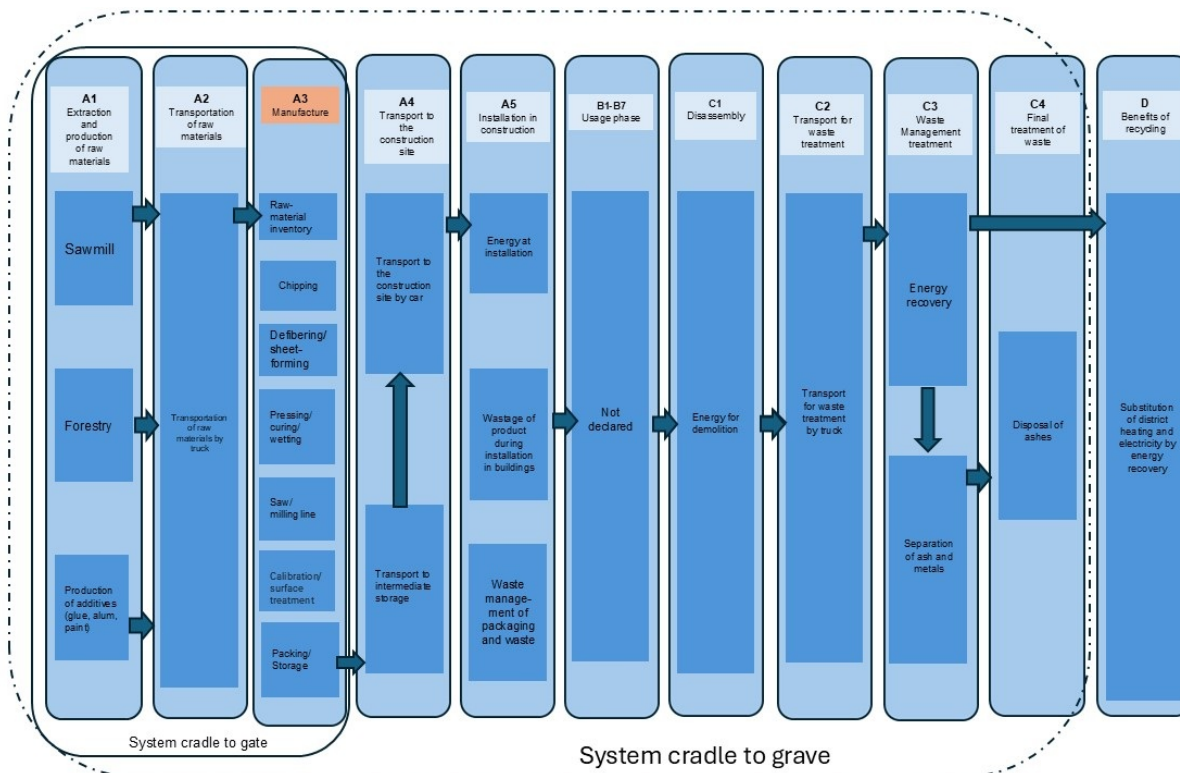 A1
Extraction and
production
of raw
materials
Sawmill
Forestry
Production
of additives
(glue, alum,
paint)
A2
Transportation
of raw
materials
Transportation of raw
materials by
truck
A3
Manufacture
Raw-
material
inventory
Chipping
Defibering/
sheet-
forming
Pressing/
curing/
wetting
Saw/
milling line
Calibration/
surface
treatment
Packing/
Storage
System cradle to gate
A4
Transport to
the
construction
site
Transport to
the
construction
site by car
Transport to
intermediate
storage
A5
Installation in
construction
Energy at
installation
Wastage of
product
during
installation
in buildings
Waste
manage-
ment of
packaging
and waste
B1-B7
Usage phase
Not
declared
C1
Disassembly
Energy for
demolition
C2
Transport for
waste
treatment
Transport
for waste
treatment
by truck
C3
Waste
Management
treatment
Energy
recovery
Separation
of ash and
metals
C4
Final
treatment of
waste
Disposal of
ashes
D
Benefits of
recycling
Substitution
of district
heating and
electricity by
energy
recovery
System cradle to grave